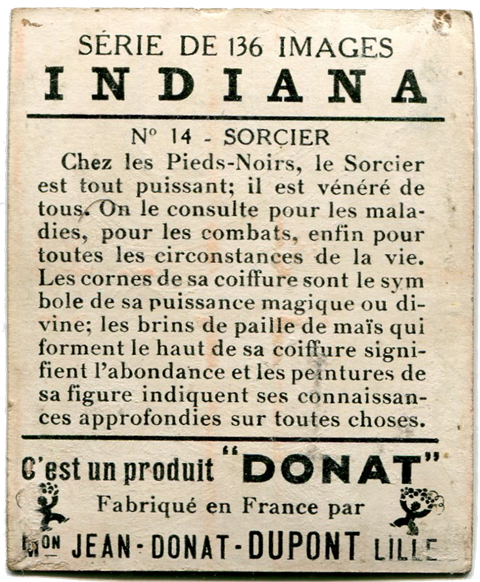 SÉRIE DE 136 IMAGES
INDIANA
Nº 14 - SORCIER
Chez les Pieds-Noirs, le Sorcier
est tout puissant; il est vénéré de
tous. On le consulte pour les mala-
dies, pour les combats, enfin pour
toutes les circonstances de la vie.
Les cornes de sa coiffure sont le sym
bole de sa puissance magique ou di-
vine; les brins de paille de maïs qui
forment le haut de sa coiffure signi-
fient l'abondance et les peintures de
sa figure indiquent ses connaissan-
ces approfondies sur toutes choses.
C'est un produit "DONAT"
Fabriqué en France par
Mon JEAN-DONAT-DUPONT LILLE